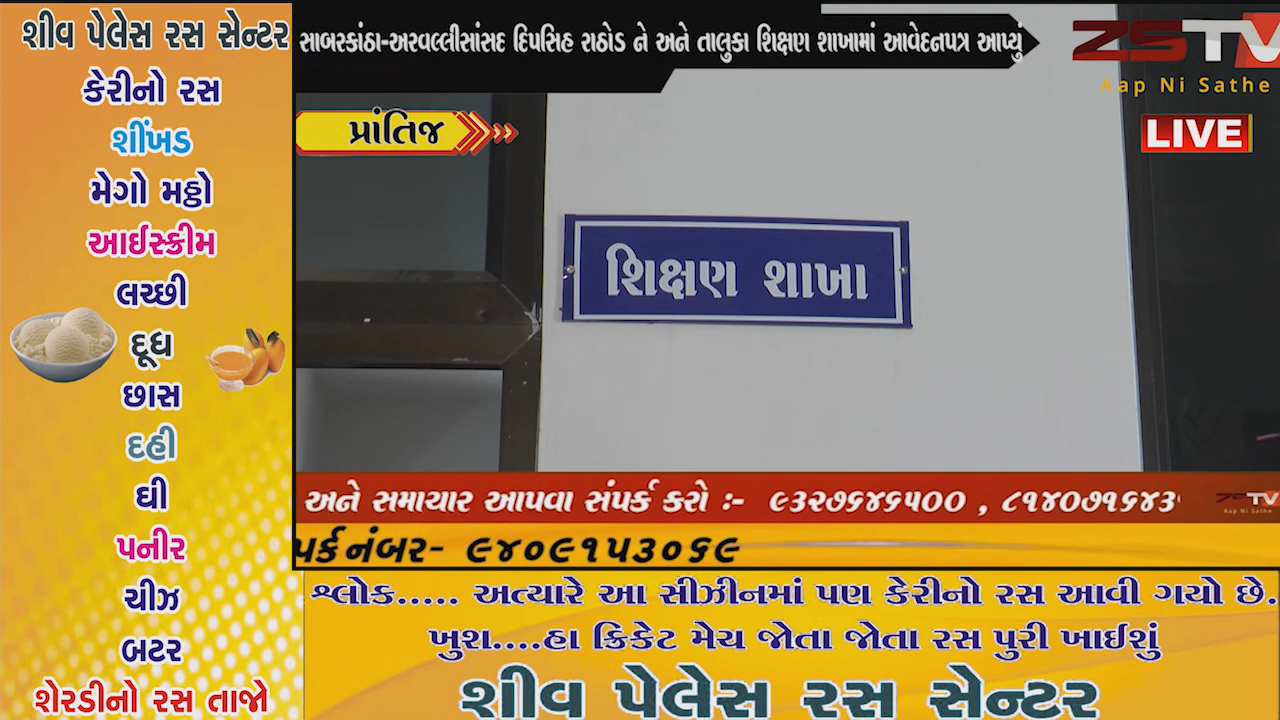 શીવ પેલેસ રસ સેન્ટર
કેરીનો રસ
શીંખડ
મેગો મઠ્ઠો
આઈસ્ક્રીમ
લચ્છી
દૂધ
છાસ
દહી
ઘી
પનીર
ચીઝ
બટર
શેરડીનો રસ તાજો
સાબરકાંઠા-અરવલ્લીસાંસદ દિપસિહ રાઠોડ ને અને તાલુકા શિક્ષણ શાખામાં આવેદનપત્ર આપ્યું
ZSTV
Aap Ni Sathe
LIVE
પ્રાંતિજ
શિક્ષણ શાખા
અને સમાચાર આપવા સંપર્ક કરો :- ૯૩૨૭૬૪૬૫૦૦ , ૮૧૪૦૭૧૬૪૩
ZSTV
Aap Ni Sathe
પર્ક નંબર- ૯૪૦૯૧૫૩૦૬૯
શ્લોક..... અત્યારે આ સીઝીનમાં પણ કેરીનો રસ આવી ગયો છે.
ખુશ....હા ક્રિકેટ મેચ જોતા જોતા રસ પુરી ખાઈશું
શીવ પેલેસ રસ સેન્ટર